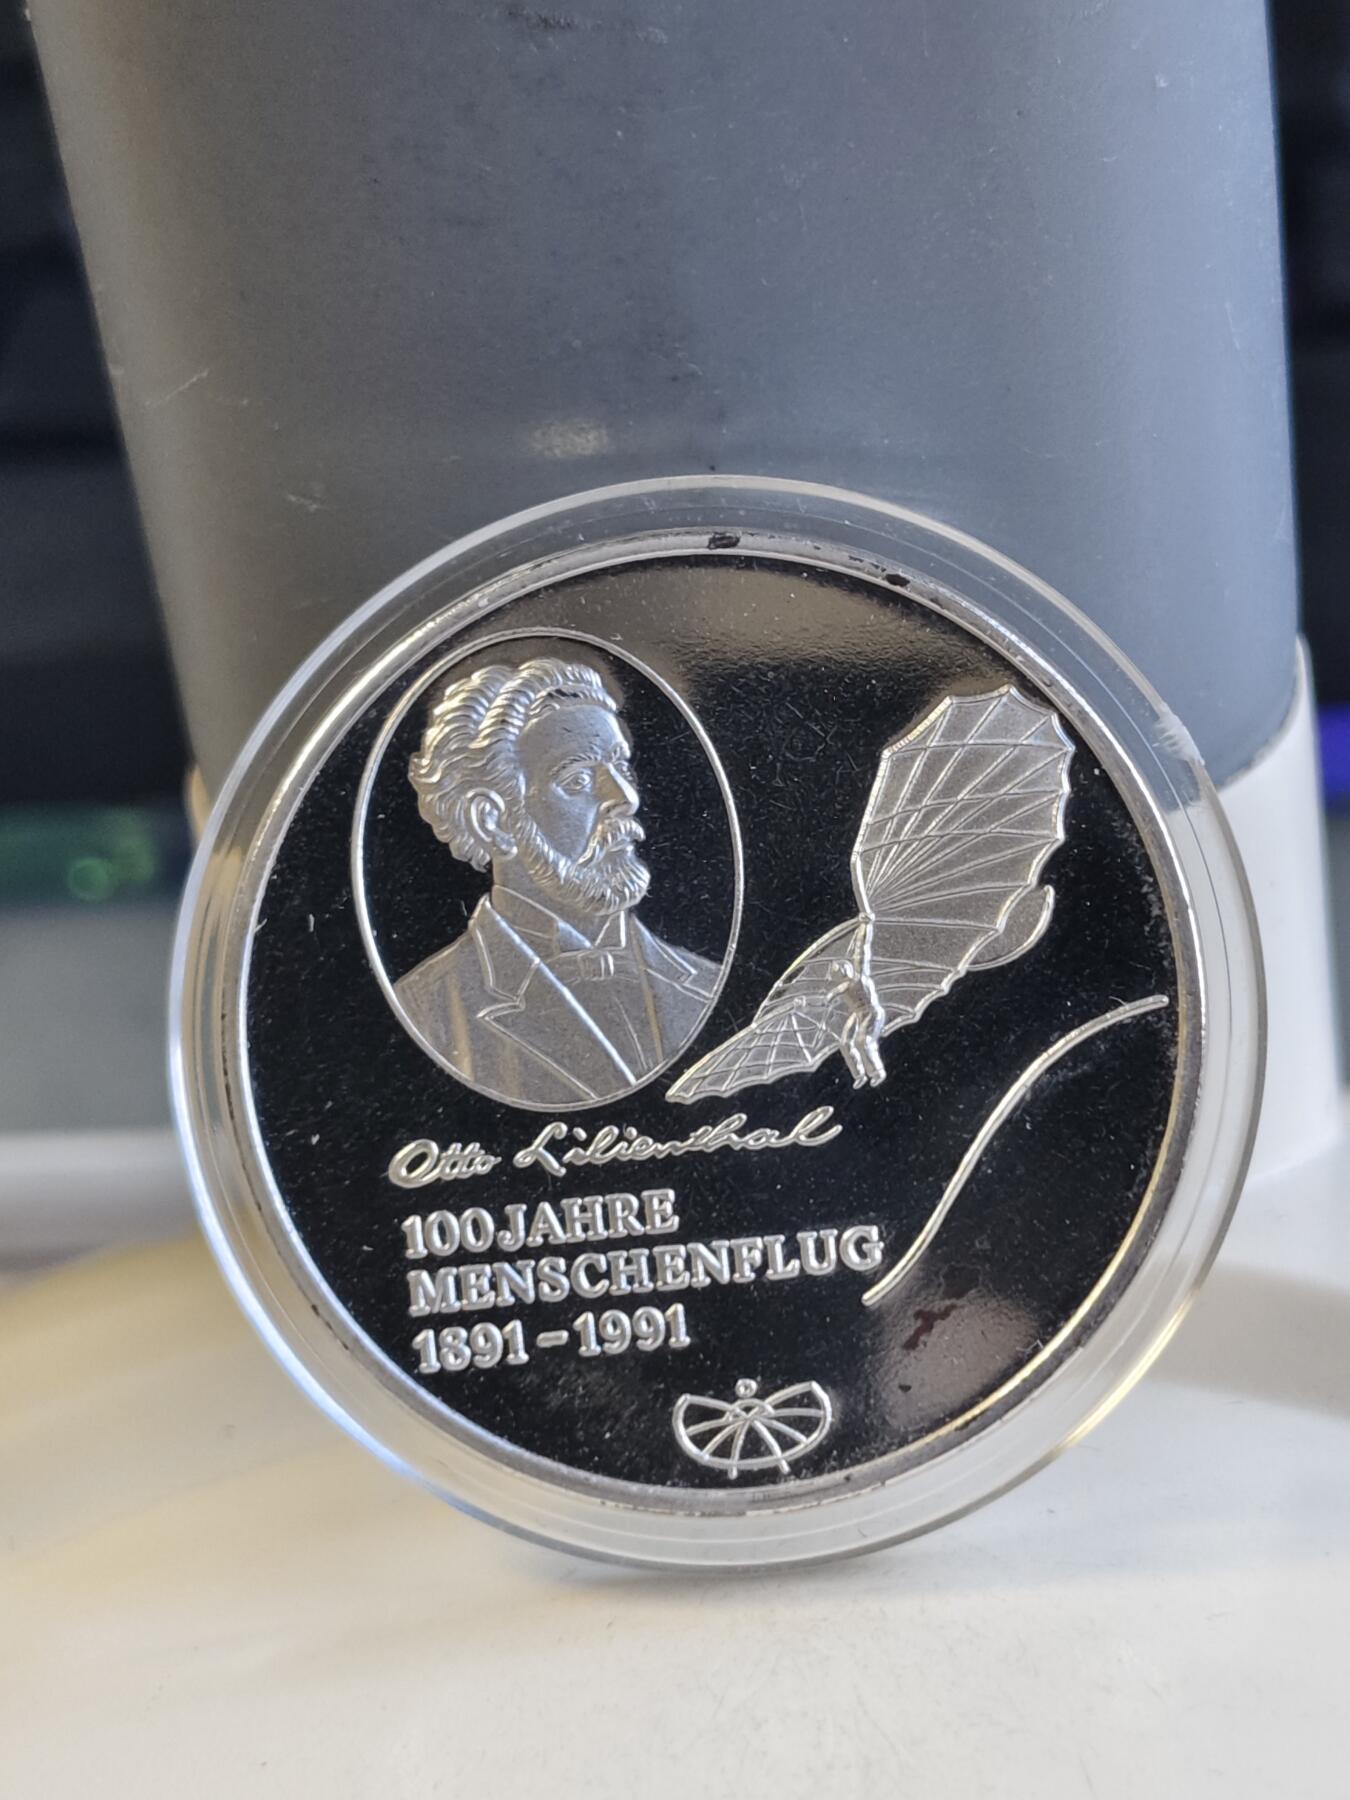 Otto Lilienthal
100 JAHRE
MENSCHENFLUG
1891-1991